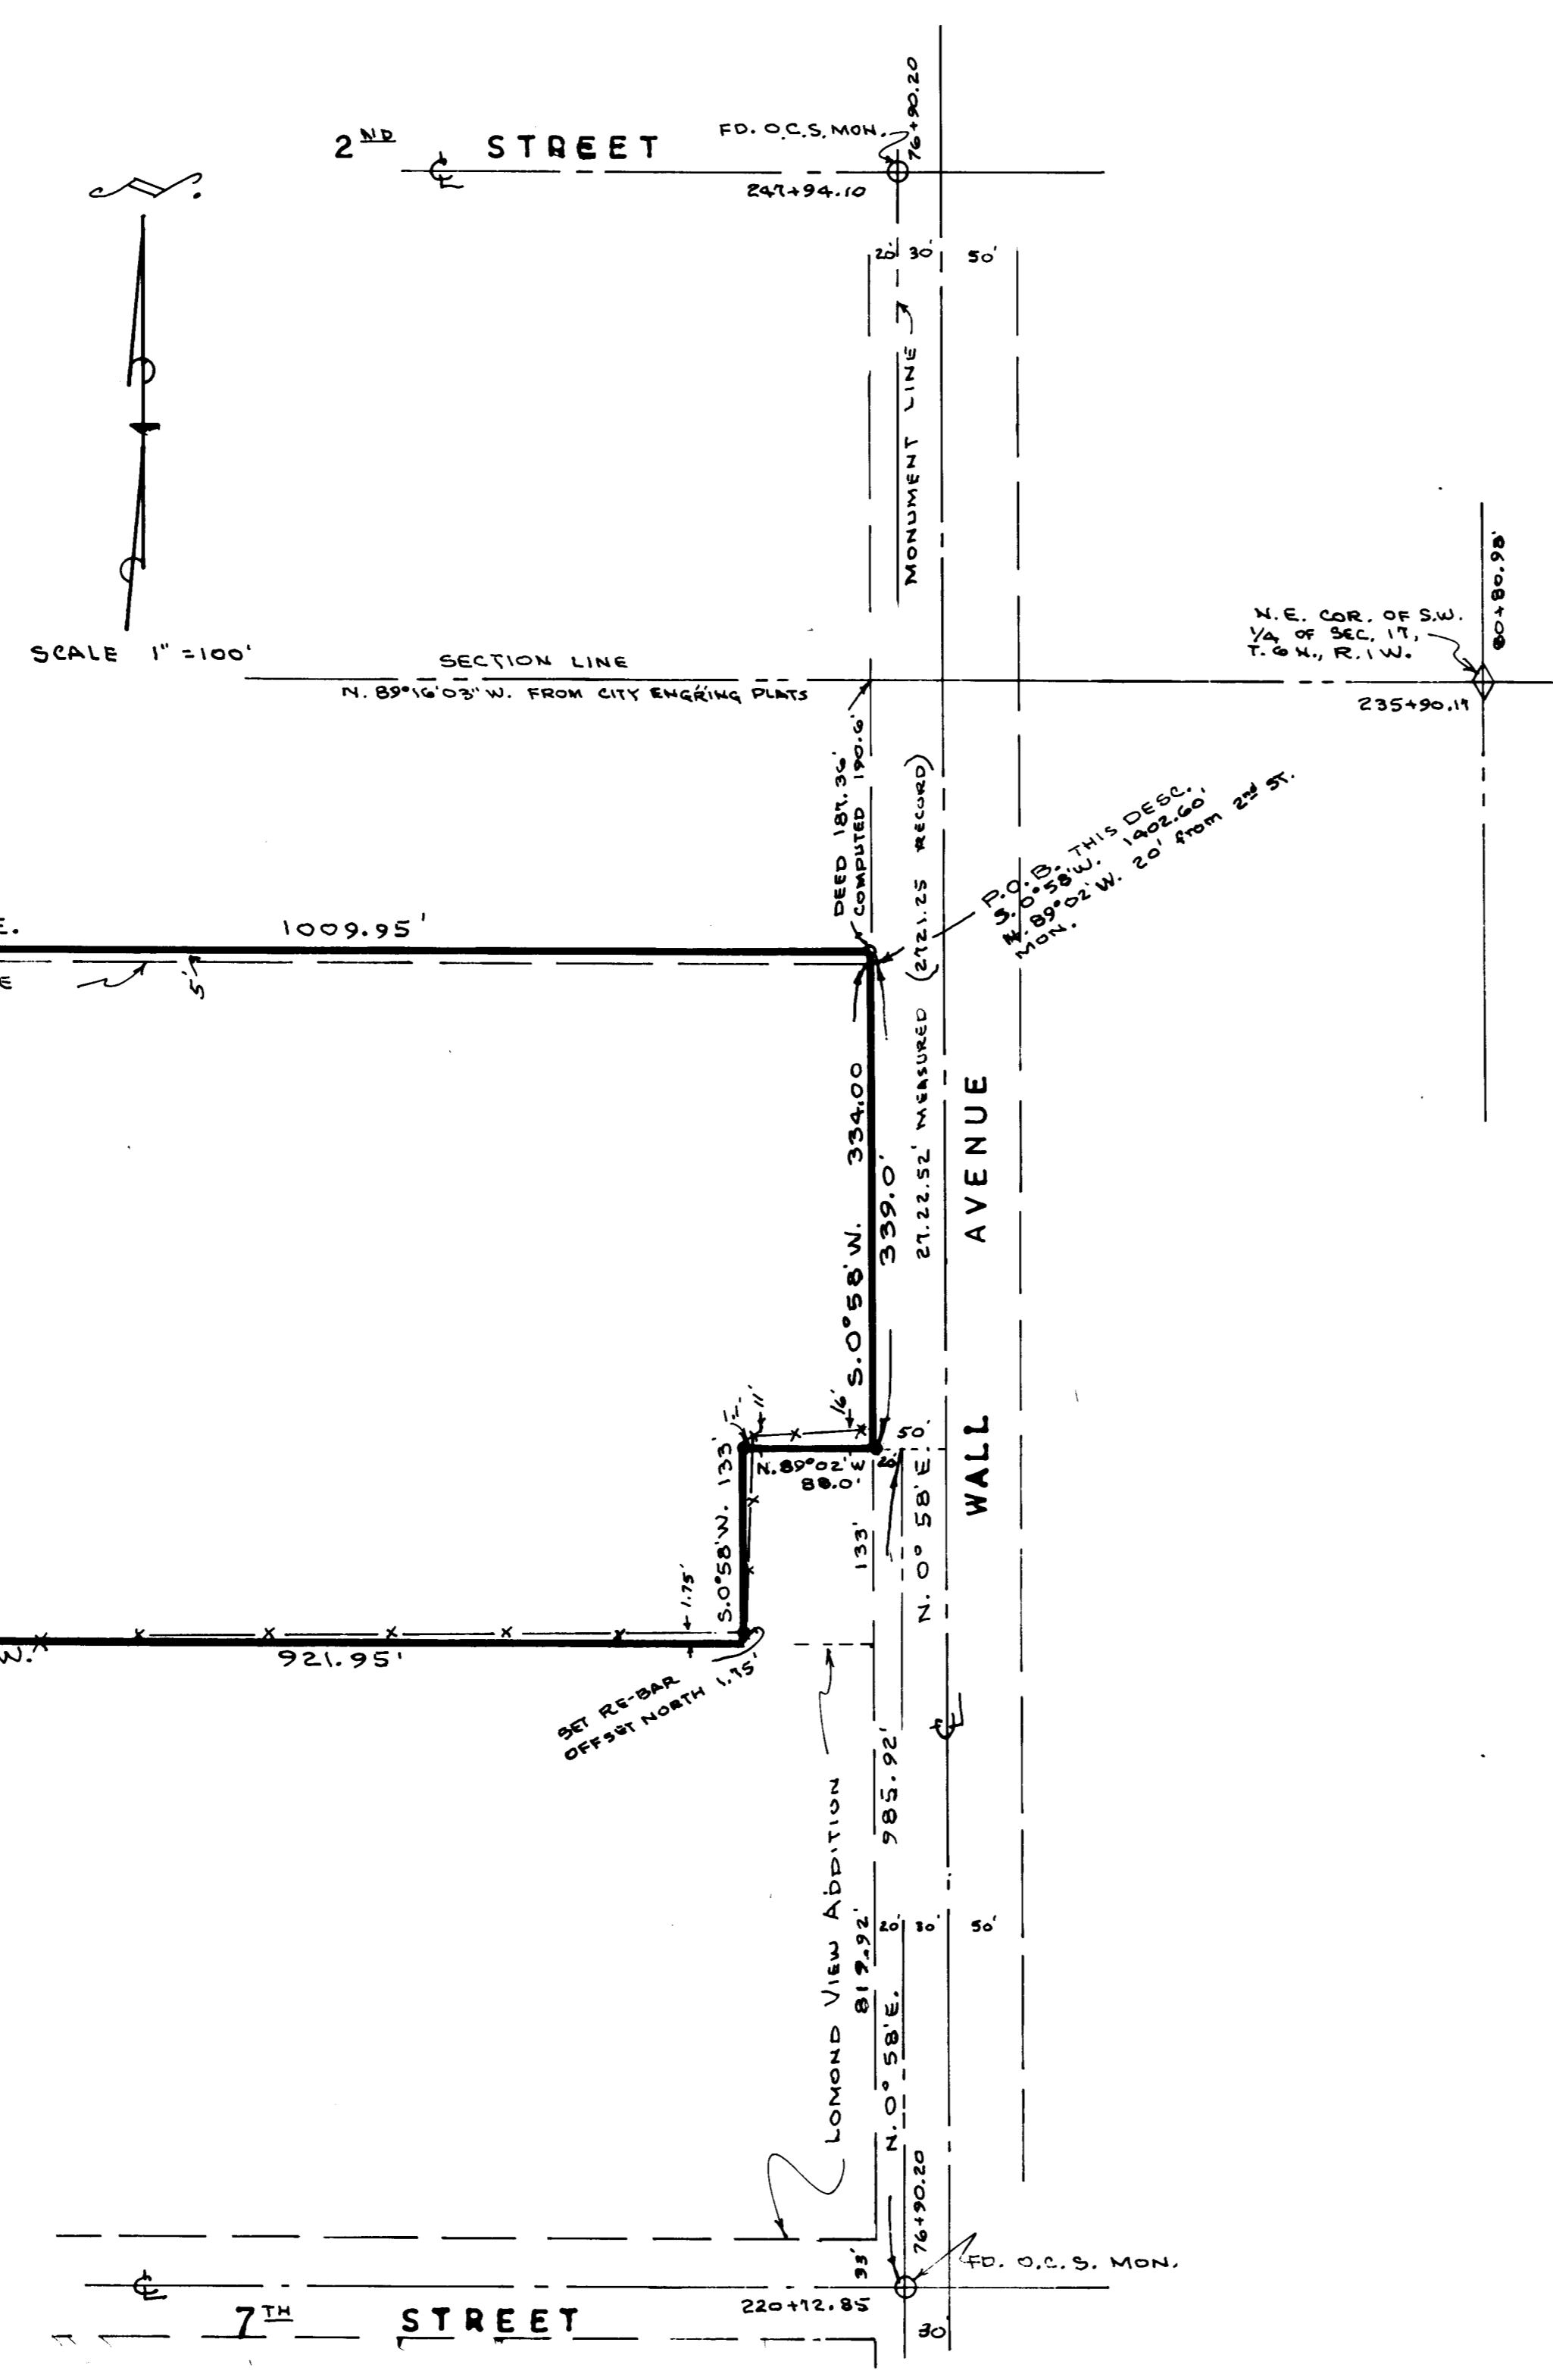 2ND STREET
FD. O.C.S. MON.
76+90.20
247+94.10
20' 30' 50'
MONUMENT LINE
N.
SCALE 1" =100'
SECTION LINE
N. 89°16'03" W. FROM CITY ENGRING PLATS
N.E. COR. OF S.W.
1/4 OF SEC. 17,
T. 6 N., R. 1 W.
80+80.98'
235+90.17
DEED 187.36'
COMPUTED 190.6'
2722.52' MEASURED (2721.25 RECORD)
P.O.B. THIS DESC.,
S. 0°58'W. 1402.60,
N. 89°02'W. 20' from 2nd ST.
MON.
E.
1009.95'
E
5'
S. 0°58'W. 334.00
339.0'
WALL AVENUE
16'
11'
50'
20'
N. 89°02'W
88.0'
S. 0°58'W. 133'
133'
N. 0° 58' E.
1.75'
W.
921.95'
SET RE-BAR
OFFSET NORTH 1.75'
LOMOND VIEW ADDITION
985.92'
819.92'
20' 30' 50'
N. 0° 58' E.
76+90.20
33'
FD. O.C.S. MON.
220+72.85
30'
7TH STREET